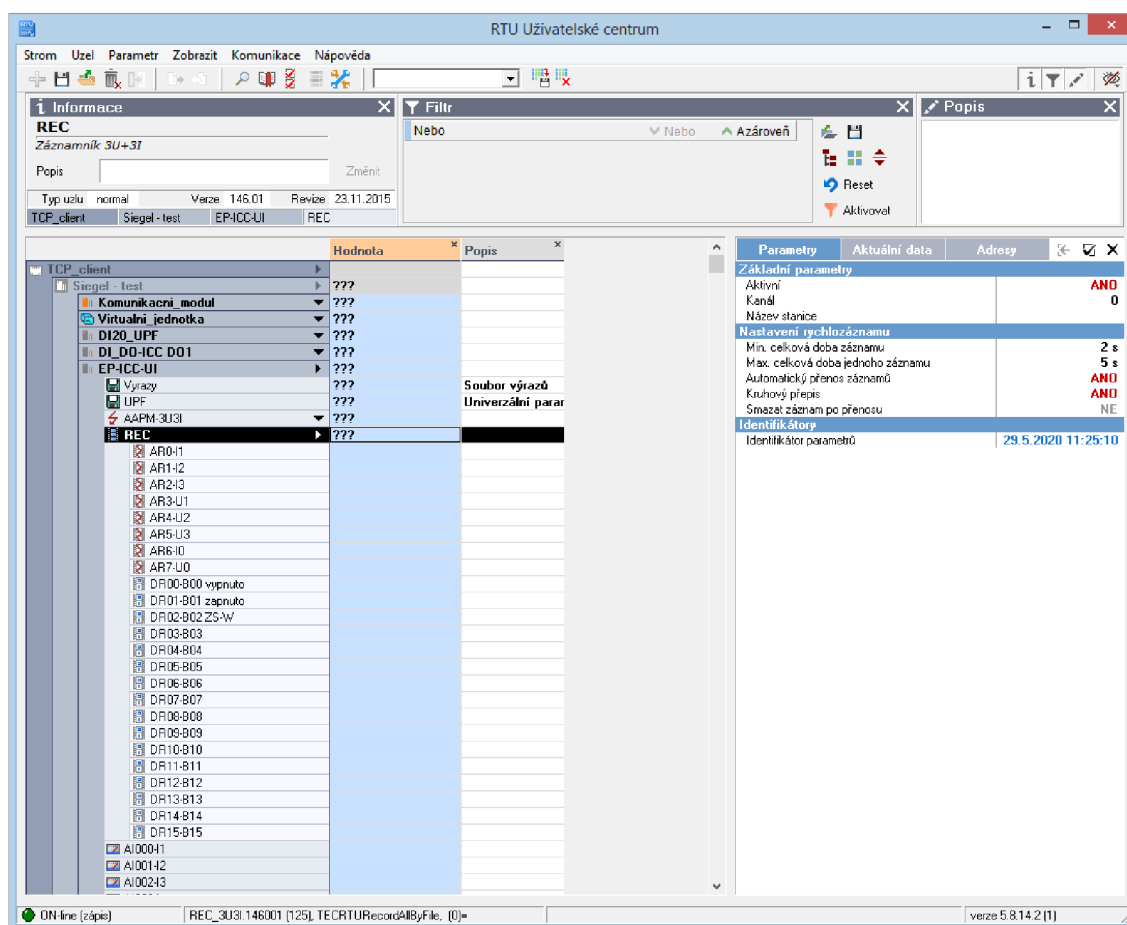 RTU Uživatelské centrum
Strom Uzel Parametr Zobrazit Komunikace Nápověda
Informace
REC
Záznamník 3U+3I
Popis Změnit
Typ uzlu normal Verze 146.01 Revize 23.11.2015
TCP_client Siegel - test EP-ICC-UI REC
Filtr
Nebo Nebo A zároveň
Reset
Aktivovat
Popis
Hodnota Popis
TCP_client
Siegel - test ???
Komunikacni_modul ???
Virtualni_jednotka ???
DI20_UPF ???
DI_DO-ICC DO1 ???
EP-ICC-UI ???
Vyrazy ??? Soubor výrazů
UPF ??? Univerzální parar
AAPM-3U3I ???
REC ???
AR0-I1
AR1-I2
AR2-I3
AR3-U1
AR4-U2
AR5-U3
AR6-I0
AR7-U0
DR00-B00 vypnuto
DR01-B01 zapnuto
DR02-B02 ZS-W
DR03-B03
DR04-B04
DR05-B05
DR06-B06
DR07-B07
DR08-B08
DR09-B09
DR10-B10
DR11-B11
DR12-B12
DR13-B13
DR14-B14
DR15-B15
AI000-I1
AI001-I2
AI002-I3
Parametry Aktuální data Adresy
Základní parametry
Aktivní ANO
Kanál 0
Název stanice
Nastavení rychlozáznamu
Min. celková doba záznamu 2 s
Max. celková doba jednoho záznamu 5 s
Automatický přenos záznamů ANO
Kruhový přepis ANO
Smazat záznam po přenosu NE
Identifikátory
Identifikátor parametrů 29.5.2020 11:25:10
ON-line (zápis) REC_3U3I.146001 (125), TECRTURecordAllByFile, (0)= verze 5.8.14.2 (1)